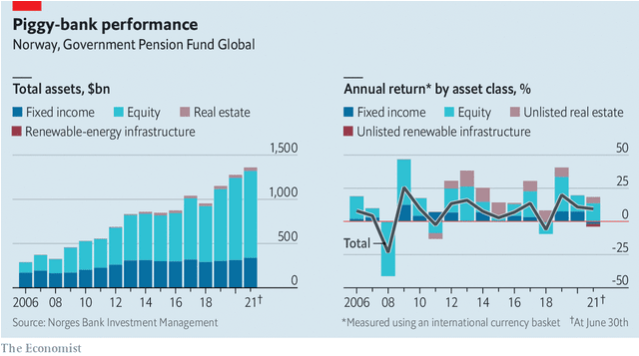 Piggy-bank performance
Norway, Government Pension Fund Global
Total assets, $bn
Fixed income Equity Real estate
Renewable-energy infrastructure
1,500
1,000
500
0
2006 08 10 12 14 16 18 21†
Source: Norges Bank Investment Management
Annual return* by asset class, %
Fixed income Equity Unlisted real estate
Unlisted renewable infrastructure
50
25
0
-25
-50
Total
2006 08 10 12 14 16 18 21†
*Measured using an international currency basket †At June 30th
The Economist